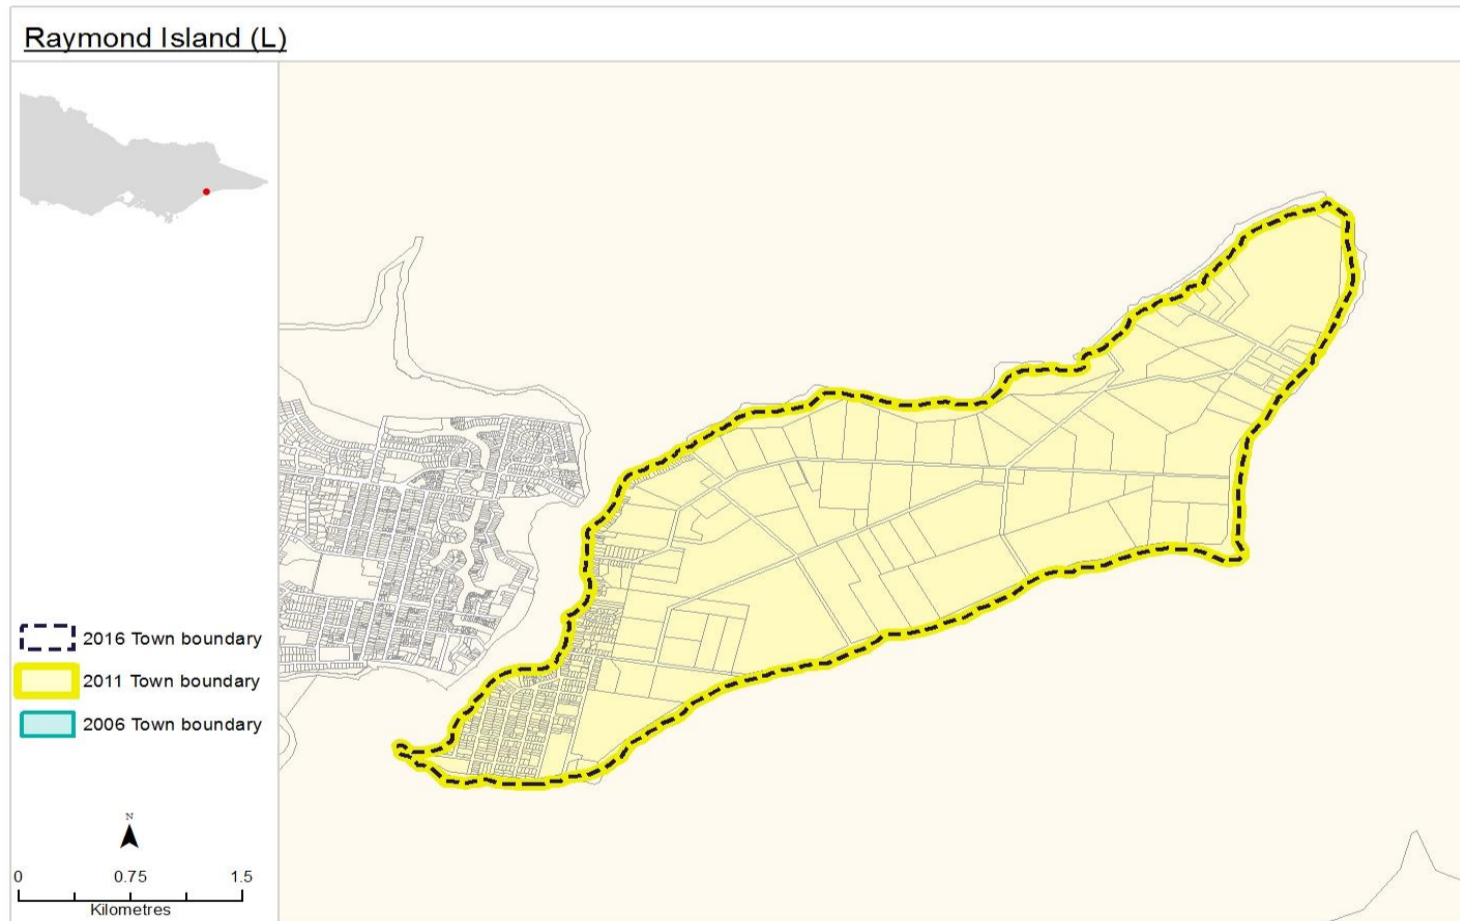 Raymond Island (L)
2016 Town boundary
2011 Town boundary
2006 Town boundary
N
0 0.75 1.5
Kilometres